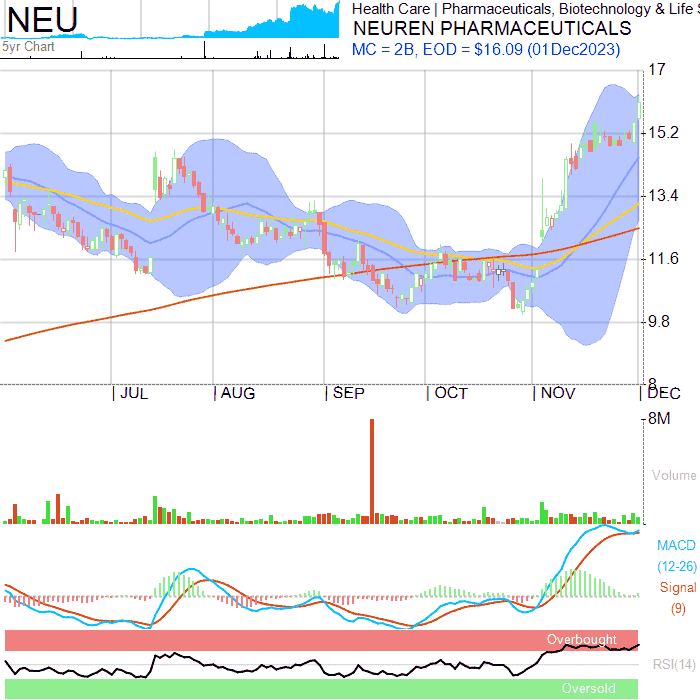 NEU
5yr Chart
Health Care | Pharmaceuticals, Biotechnology & Life S
NEUREN PHARMACEUTICALS
MC = 2B, EOD = $16.09 (01Dec2023)
17
15.2
13.4
11.6
9.8
8
JUL AUG SEP OCT NOV DEC
8M
Volume
MACD
(12-26)
Signal
(9)
Overbought
RSI(14)
Oversold